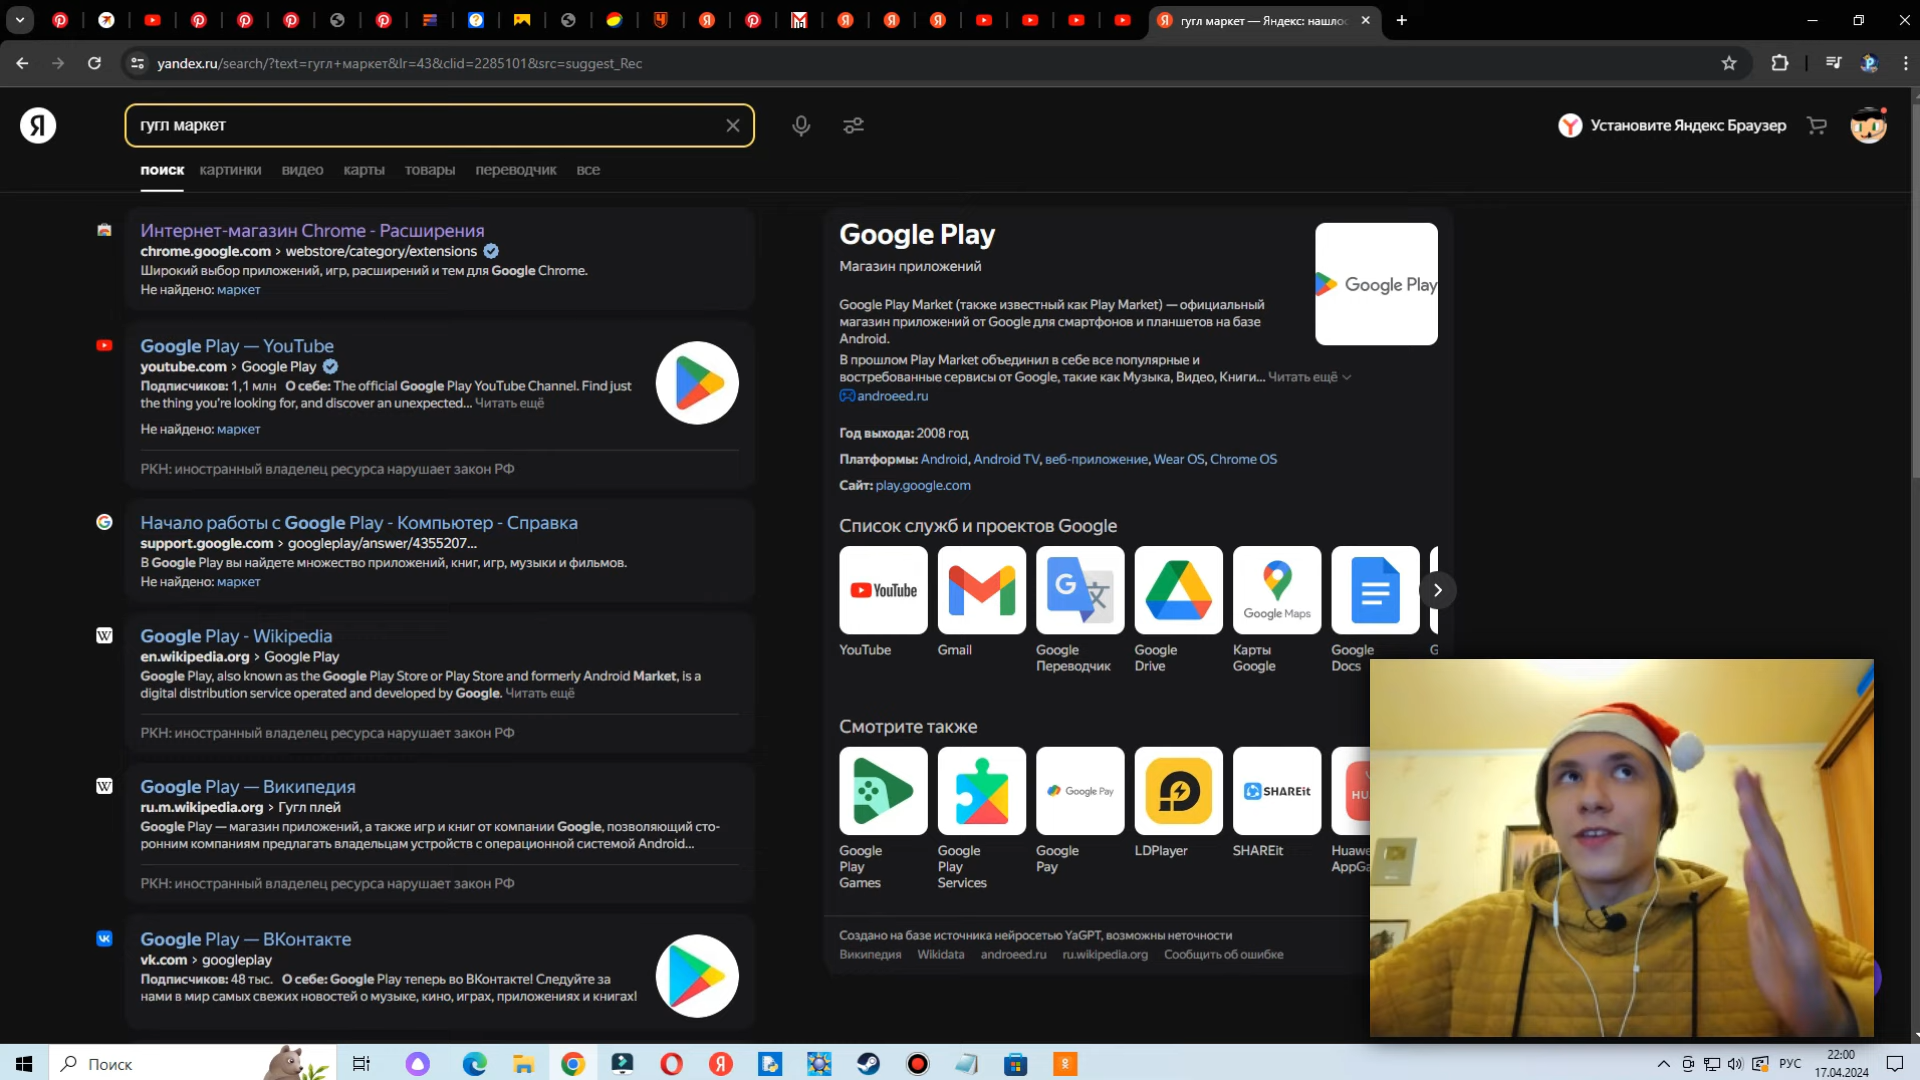 гугл маркет — Яндекс: нашлос
yandex.ru/search/?text=гугл+маркет&lr=43&clid=2285101&src=suggest_Rec
Я
гугл маркет
Установите Яндекс Браузер
поиск картинки видео карты товары переводчик все
Интернет-магазин Chrome - Расширения
chrome.google.com › webstore/category/extensions
Широкий выбор приложений, игр, расширений и тем для Google Chrome.
Не найдено: маркет
Google Play — YouTube
youtube.com › Google Play
Подписчиков: 1,1 млн О себе: The official Google Play YouTube Channel. Find just
the thing you're looking for, and discover an unexpected... Читать ещё
Не найдено: маркет
РКН: иностранный владелец ресурса нарушает закон РФ
Начало работы с Google Play - Компьютер - Справка
support.google.com › googleplay/answer/4355207...
В Google Play вы найдете множество приложений, книг, игр, музыки и фильмов.
Не найдено: маркет
Google Play - Wikipedia
en.wikipedia.org › Google Play
Google Play, also known as the Google Play Store or Play Store and formerly Android Market, is a
digital distribution service operated and developed by Google. Читать ещё
РКН: иностранный владелец ресурса нарушает закон РФ
Google Play — Википедия
ru.m.wikipedia.org › Гугл плей
Google Play — магазин приложений, а также игр и книг от компании Google, позволяющий сто-
ронним компаниям предлагать владельцам устройств с операционной системой Android...
РКН: иностранный владелец ресурса нарушает закон РФ
Google Play — ВКонтакте
vk.com › googleplay
Подписчиков: 48 тыс. О себе: Google Play теперь во ВКонтакте! Следуйте за
нами в мир самых свежих новостей о музыке, кино, играх, приложениях и книгах!
Google Play
Магазин приложений
Google Play
Google Play Market (также известный как Play Market) — официальный
магазин приложений от Google для смартфонов и планшетов на базе
Android.
В прошлом Play Market объединил в себе все популярные и
востребованные сервисы от Google, такие как Музыка, Видео, Книги... Читать ещё
androeed.ru
Год выхода: 2008 год
Платформы: Android, Android TV, веб-приложение, Wear OS, Chrome OS
Сайт: play.google.com
Список служб и проектов Google
YouTube
Google Maps
YouTube
Gmail
Google
Переводчик
Google
Drive
Карты
Google
Google
Docs
Смотрите также
Google Pay
SHAREit
HU
Google
Play
Games
Google
Play
Services
Google
Pay
LDPlayer
SHAREit
Huawe
AppGa
Создано на базе источника нейросетью YaGPT, возможны неточности
Википедия Wikidata androeed.ru ru.wikipedia.org Сообщить об ошибке
Поиск
РУС
22:00
17.04.2024